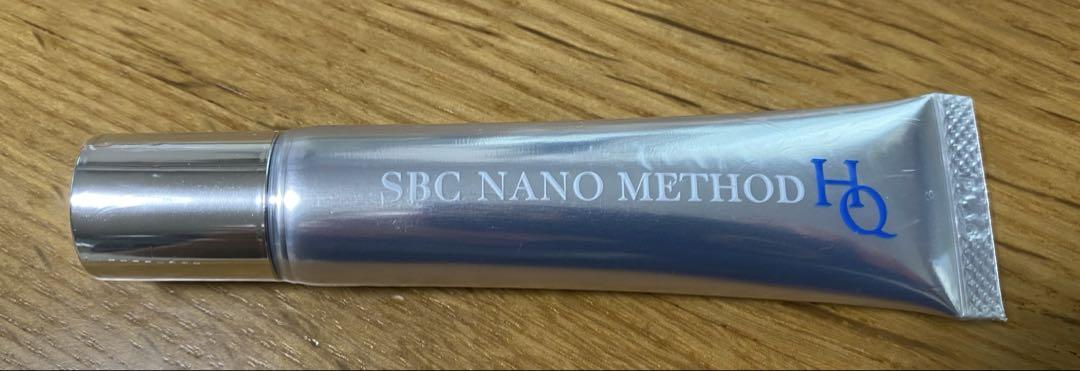 SBC NANO METHOD HQ